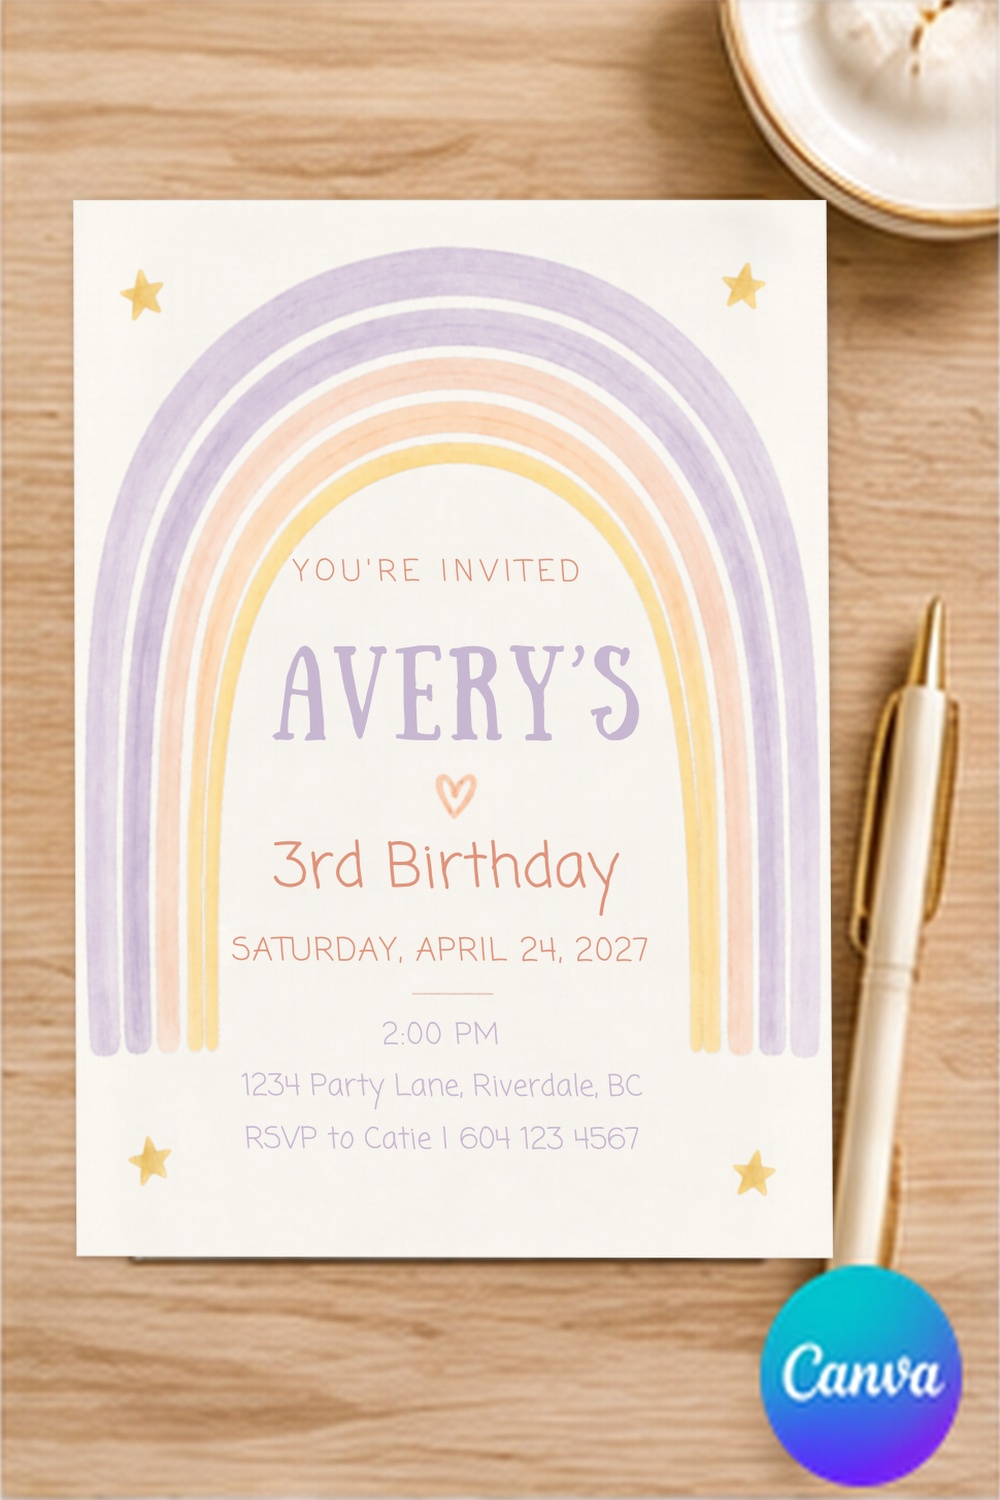 YOU'RE INVITED
AVERY'S
3rd Birthday
SATURDAY, APRIL 24, 2027
2:00 PM
1234 Party Lane, Riverdale, BC
RSVP to Catie | 604 123 4567
Canva